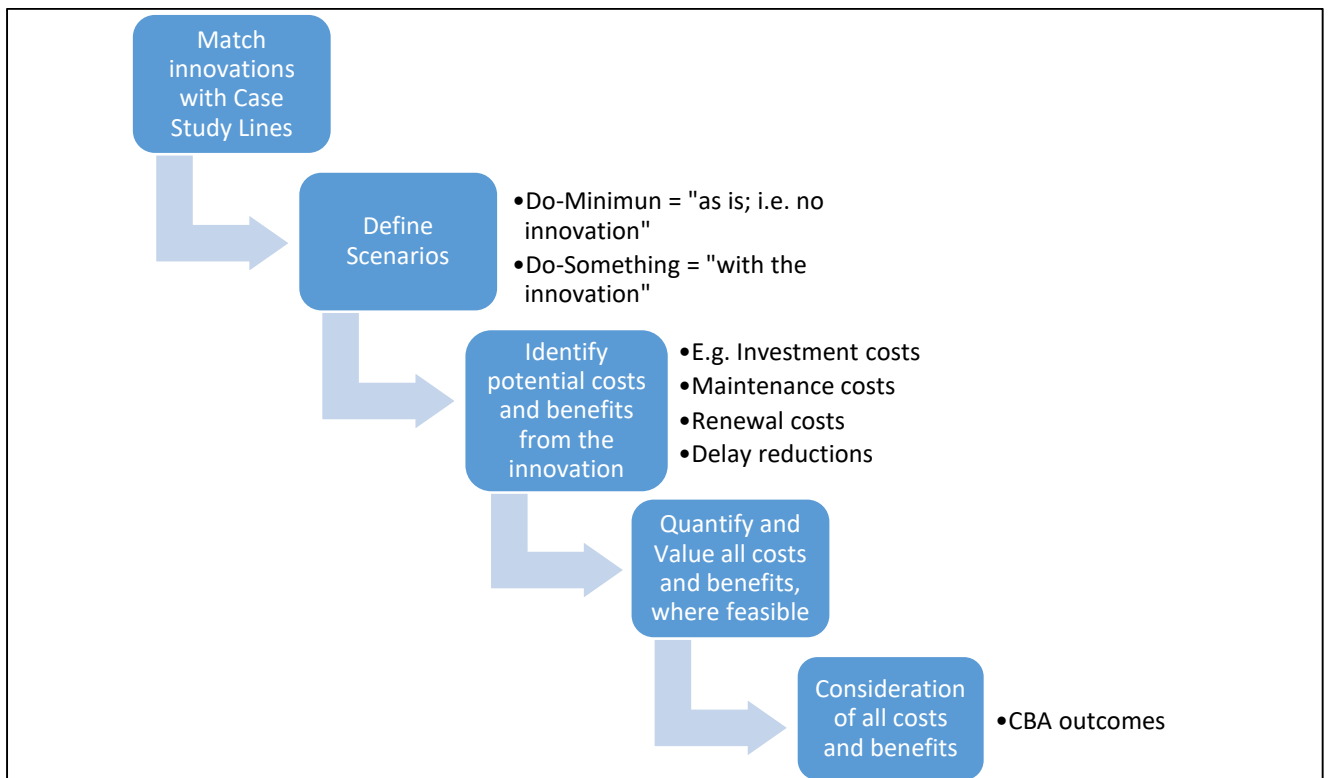 Match
innovations
with Case
Study Lines
Define
Scenarios
•Do-Minimun = "as is; i.e. no
innovation"
•Do-Something = "with the
innovation"
Identify
potential costs
and benefits
from the
innovation
•E.g. Investment costs
•Maintenance costs
•Renewal costs
•Delay reductions
Quantify and
Value all costs
and benefits,
where feasible
Consideration
of all costs
and benefits
•CBA outcomes